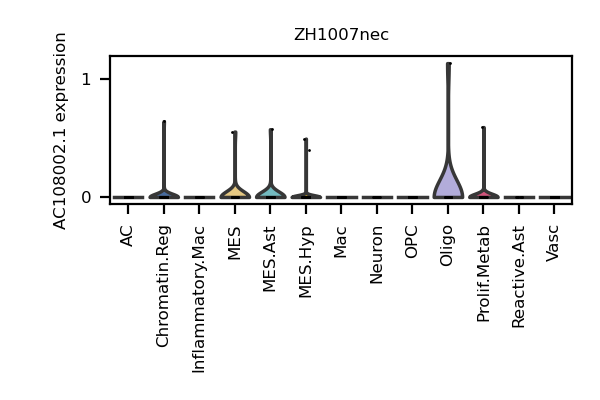 ZH1007nec
AC108002.1 expression
1
0
AC
Chromatin.Reg
Inflammatory.Mac
MES
MES.Ast
MES.Hyp
Mac
Neuron
OPC
Oligo
Prolif.Metab
Reactive.Ast
Vasc